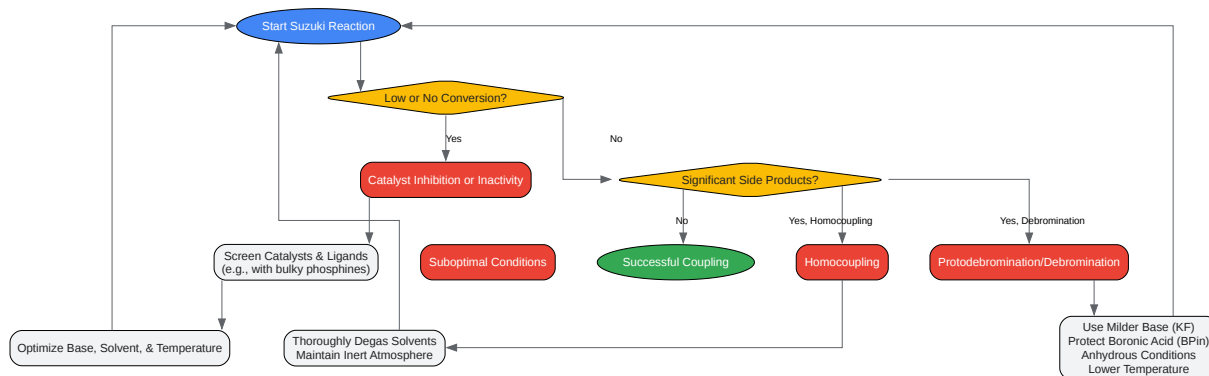 Start Suzuki Reaction
Low or No Conversion?
Yes
No
Catalyst Inhibition or Inactivity
Significant Side Products?
No
Yes, Homocoupling
Yes, Debromination
Screen Catalysts & Ligands
(e.g., with bulky phosphines)
Suboptimal Conditions
Successful Coupling
Homocoupling
Protodebromination/Debromination
Optimize Base, Solvent, & Temperature
Thoroughly Degas Solvents
Maintain Inert Atmosphere
Use Milder Base (KF)
Protect Boronic Acid (BPin)
Anhydrous Conditions
Lower Temperature